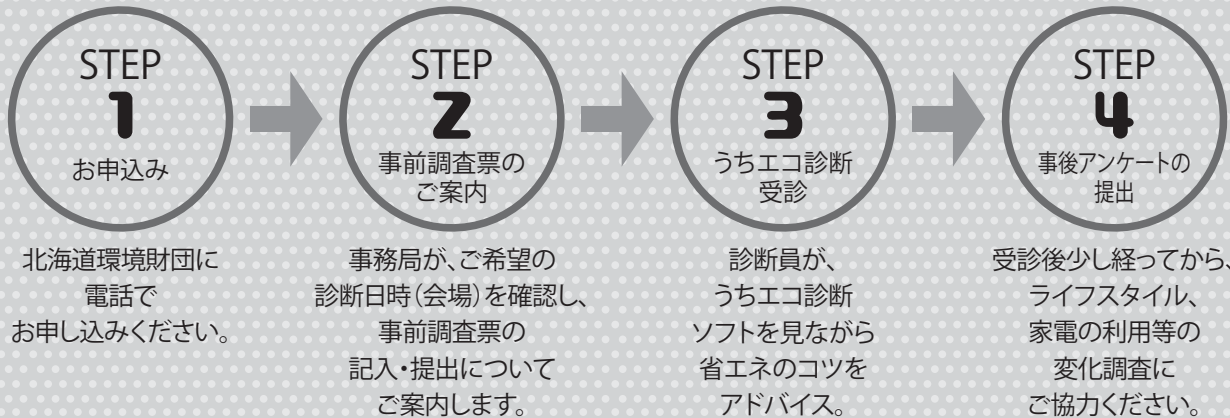 STEP
1
お申込み
北海道環境財団に
電話で
お申し込みください。
STEP
2
事前調査票の
ご案内
事務局が、ご希望の
診断日時（会場）を確認し、
事前調査票の
記入・提出について
ご案内します。
STEP
3
うちエコ診断
受診
診断員が、
うちエコ診断
ソフトを見ながら
省エネのコツを
アドバイス。
STEP
4
事後アンケートの
提出
受診後少し経ってから、
ライフスタイル、
家電の利用等の
変化調査に
ご協力ください。